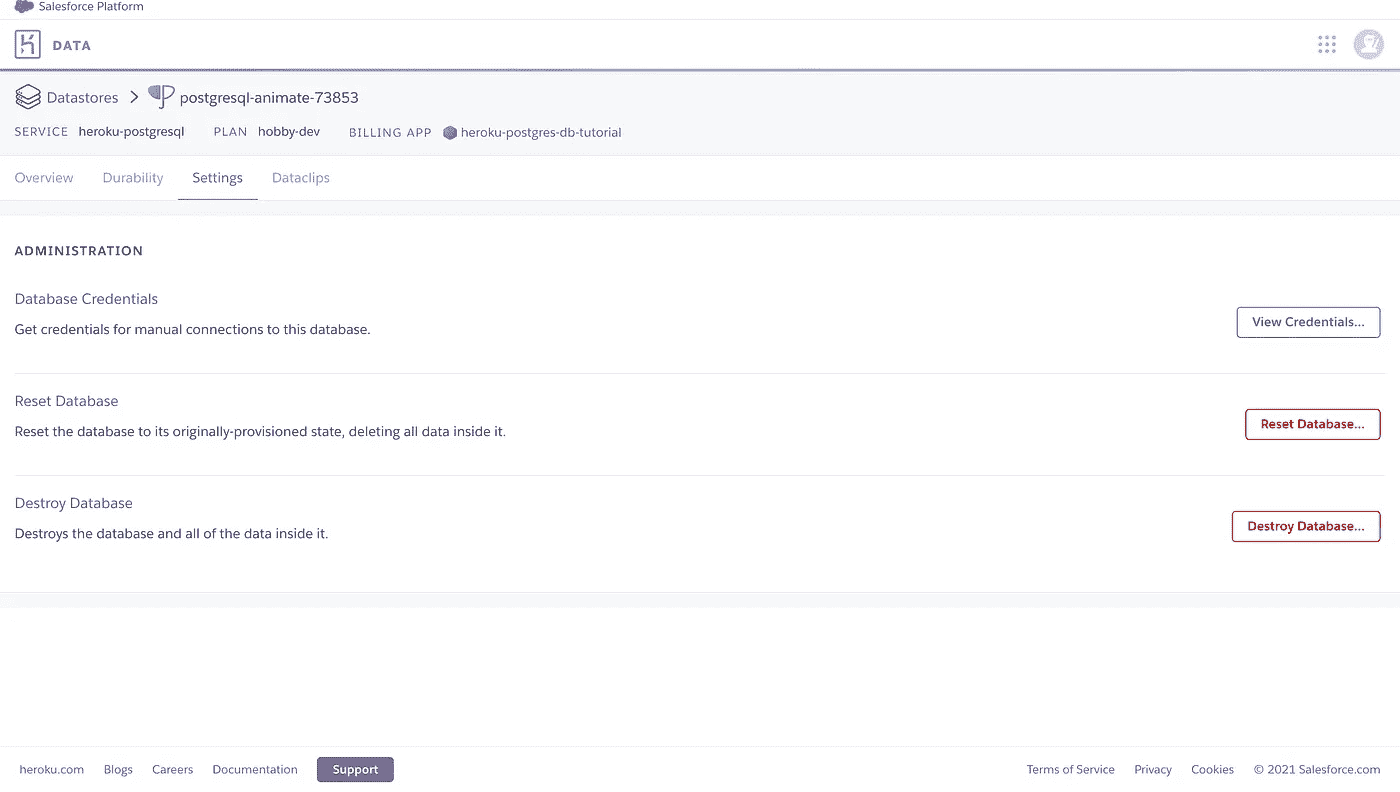 Salesforce Platform
DATA
Datastores > postgresql-animate-73853
SERVICE heroku-postgresql PLAN hobby-dev BILLING APP heroku-postgres-db-tutorial
Overview Durability Settings Dataclips
ADMINISTRATION
Database Credentials
Get credentials for manual connections to this database.
View Credentials...
Reset Database
Reset the database to its originally-provisioned state, deleting all data inside it.
Reset Database...
Destroy Database
Destroys the database and all of the data inside it.
Destroy Database...
heroku.com Blogs Careers Documentation Support Terms of Service Privacy Cookies © 2021 Salesforce.com